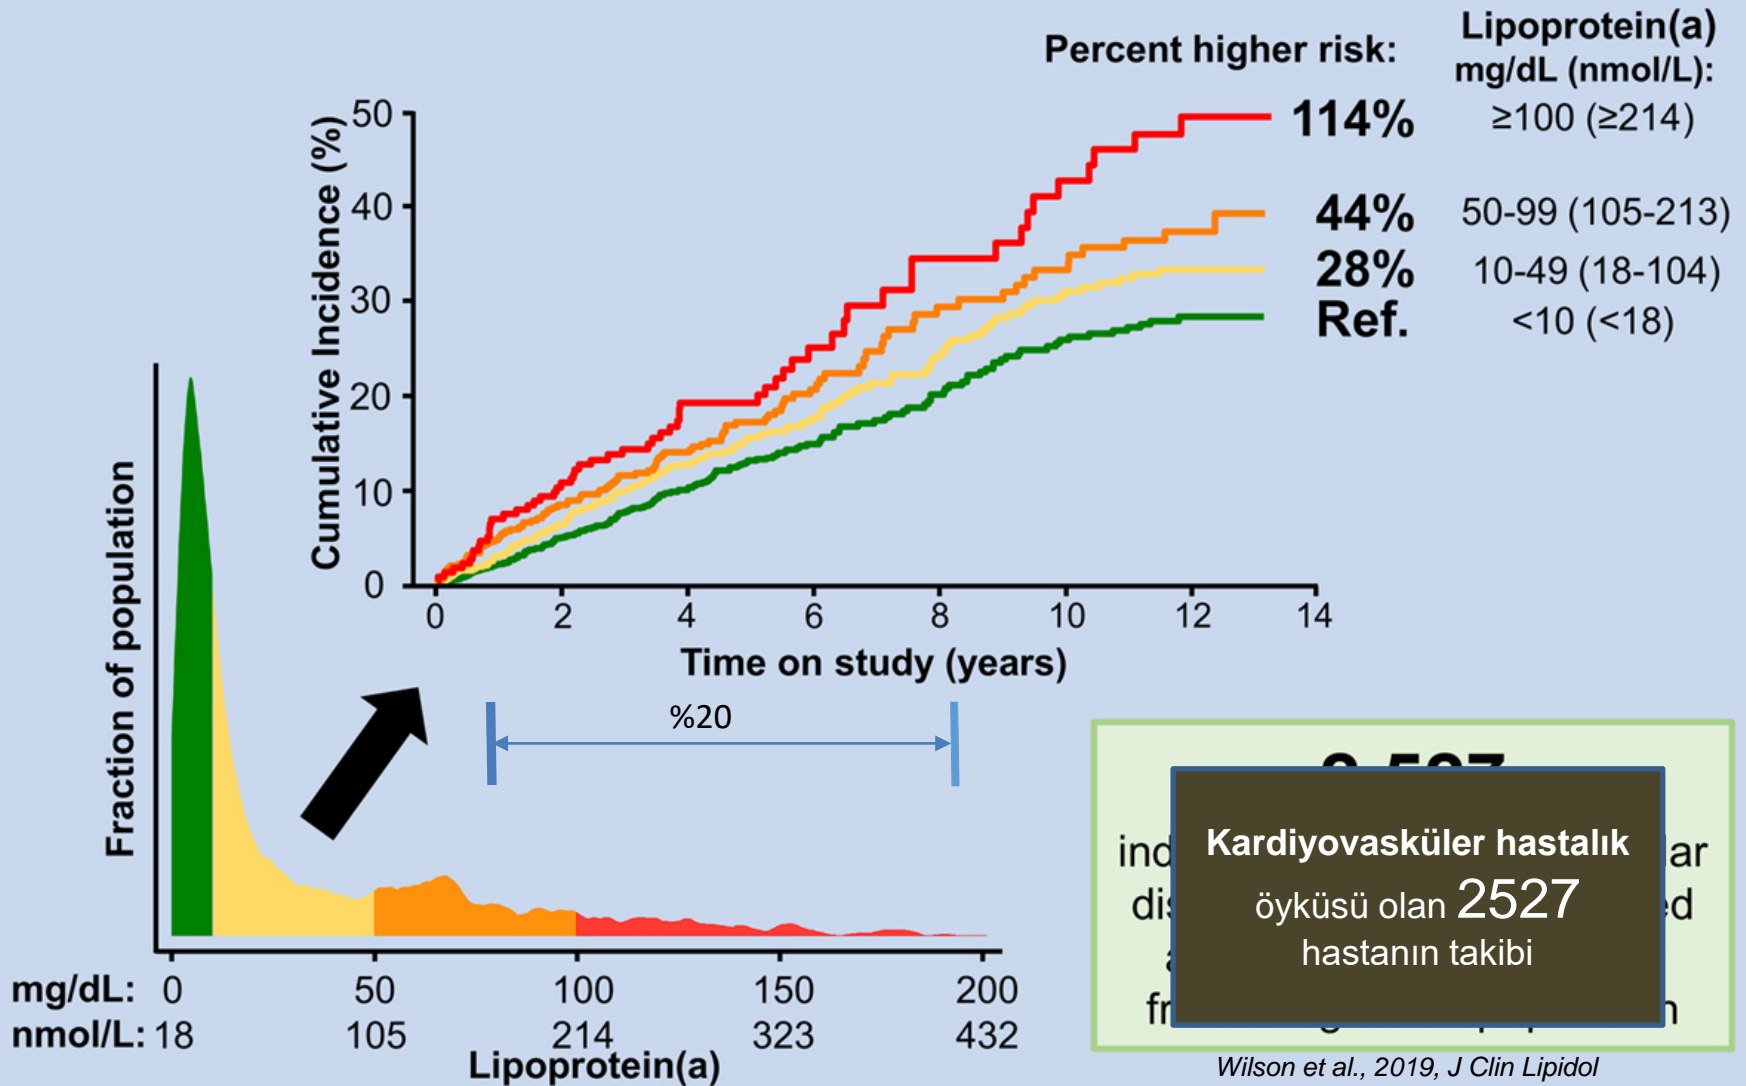 Percent higher risk:
Lipoprotein(a)
mg/dL (nmol/L):
114% ≥100 (≥214)
44% 50-99 (105-213)
28% 10-49 (18-104)
Ref. <10 (<18)
Cumulative Incidence (%)
50
40
30
20
10
0
0 2 4 6 8 10 12 14
Time on study (years)
%20
Fraction of population
mg/dL: 0 50 100 150 200
nmol/L: 18 105 214 323 432
Lipoprotein(a)
Kardiyovasküler hastalık
öyküsü olan 2527
hastanın takibi
Wilson et al., 2019, J Clin Lipidol